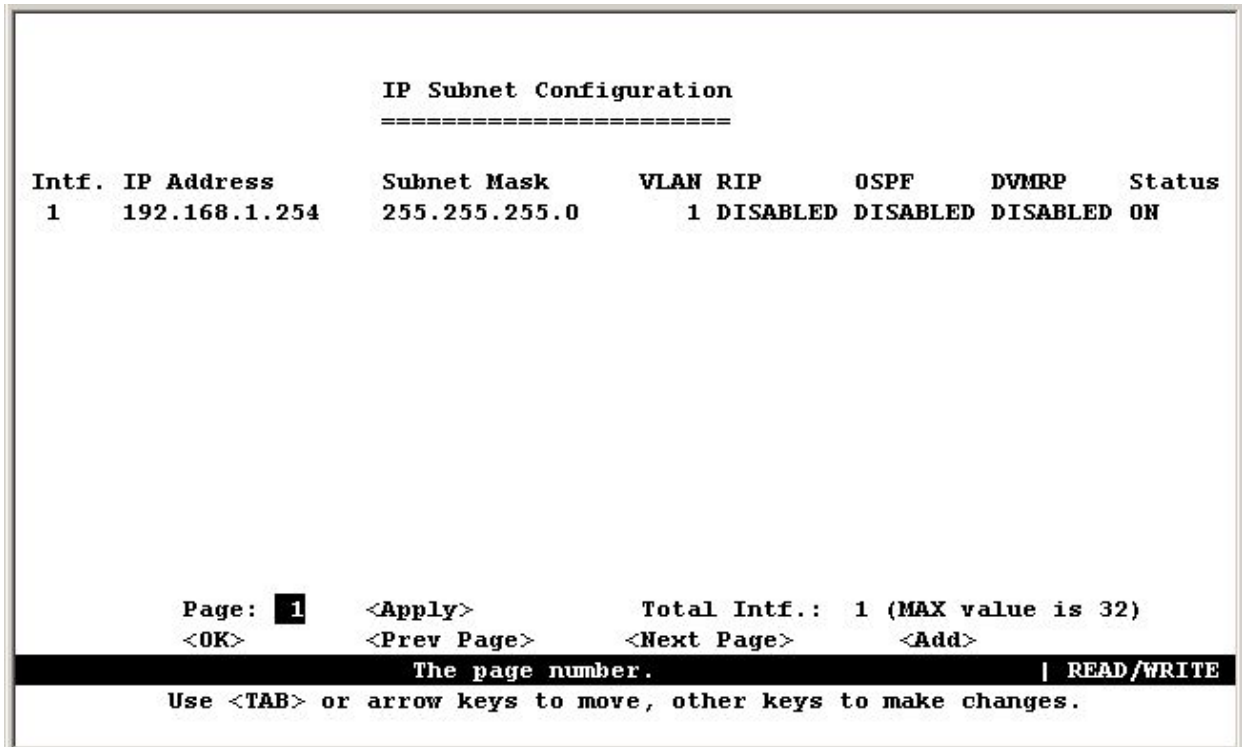 IP Subnet Configuration
=======================
Intf. IP Address Subnet Mask VLAN RIP OSPF DVMRP Status
1 192.168.1.254 255.255.255.0 1 DISABLED DISABLED DISABLED ON
Page: 1 <Apply> Total Intf.: 1 (MAX value is 32)
<OK> <Prev Page> <Next Page> <Add>
The page number. | READ/WRITE
Use <TAB> or arrow keys to move, other keys to make changes.